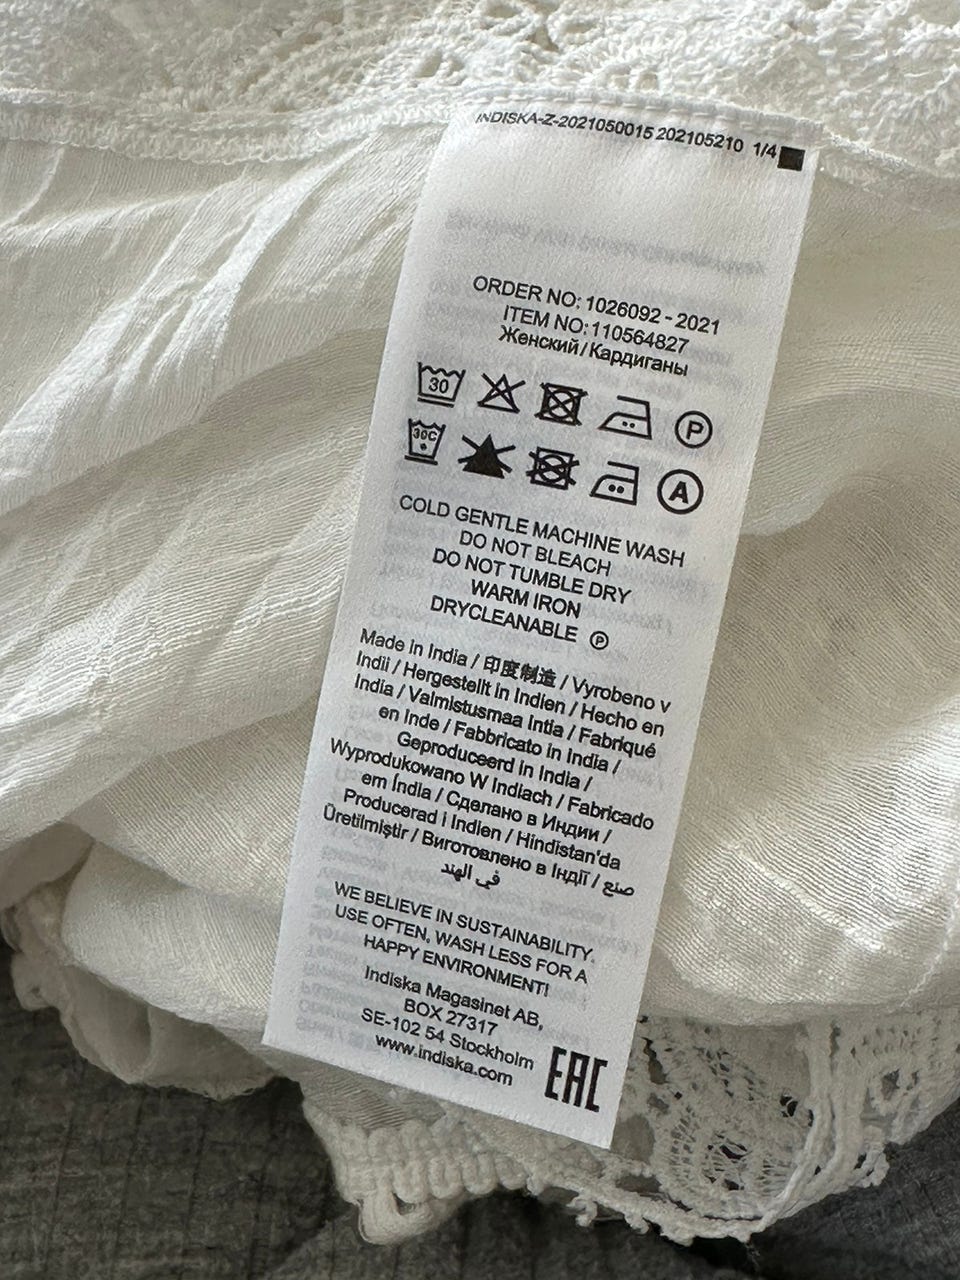 INDISKA-Z-2021050015 202105210 1/4
ORDER NO: 1026092 - 2021
ITEM NO: 110564827
Женский / Кардиганы
30 P
30C A
COLD GENTLE MACHINE WASH
DO NOT BLEACH
DO NOT TUMBLE DRY
WARM IRON
DRYCLEANABLE Ⓟ
Made in India / 印度制造 / Vyrobeno v
Indii / Hergestellt in Indien / Hecho en
India / Valmistusmaa Intia / Fabriqué
en Inde / Fabbricato in India /
Geproduceerd in India /
Wyprodukowano W Indiach / Fabricado
em Índia / Сделано в Индии /
Producerad i Indien / Hindistan'da
Üretilmiştir / Виготовлено в Індії / صنع
في الهند
WE BELIEVE IN SUSTAINABILITY.
USE OFTEN, WASH LESS FOR A
HAPPY ENVIRONMENT!
Indiska Magasinet AB,
BOX 27317
SE-102 54 Stockholm
www.indiska.com
EAC